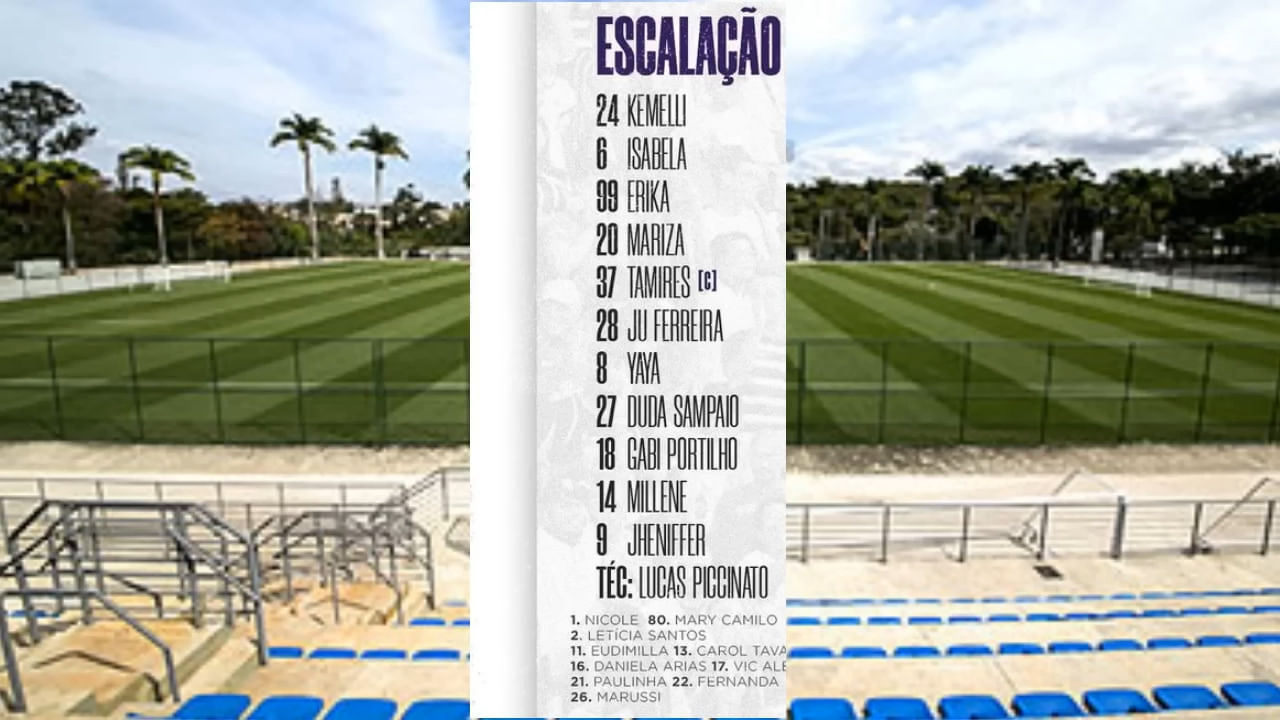 ESCALAÇÃO
24 KEMELLI
6 ISABELA
99 ERIKA
20 MARIZA
37 TAMIRES [C]
28 JU FERREIRA
8 YAYA
27 DUDA SAMPAIO
18 GABI PORTILHO
14 MILLENE
9 JHENIFFER
TÉC: LUCAS PICCINATO
1. NICOLE 80. MARY CAMILO
2. LETÍCIA SANTOS
11. EUDIMILLA 13. CAROL TAVA
16. DANIELA ARIAS 17. VIC ALB
21. PAULINHA 22. FERNANDA
26. MARUSSI